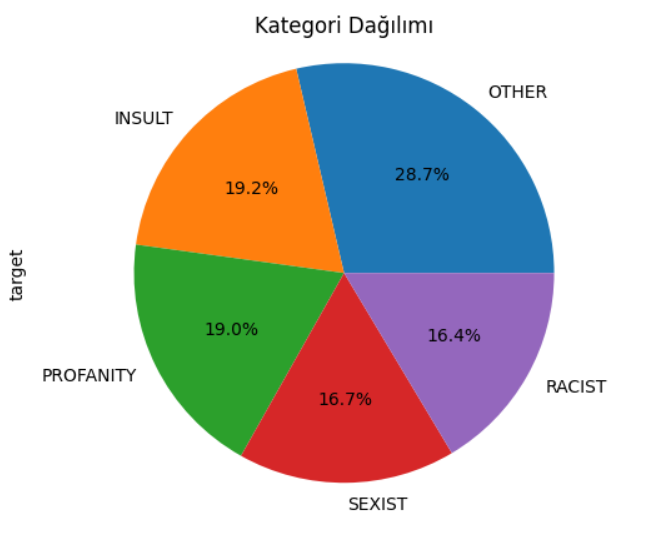 Kategori Dağılımı
OTHER
INSULT
28.7%
19.2%
target
19.0%
16.4%
PROFANITY
RACIST
16.7%
SEXIST